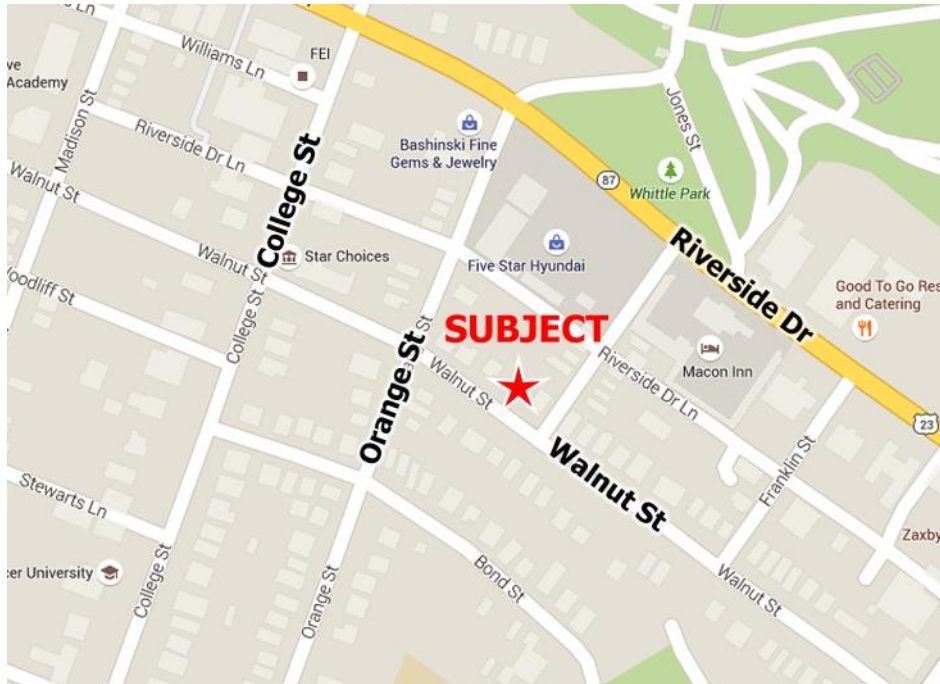 Ln
Williams Ln
FEI
ve
Academy
Madison St
Riverside Dr Ln
Walnut St
College St
Bashinski Fine
Gems & Jewelry
Jones St
Whittle Park
87
Riverside Dr
Walnut St
Star Choices
Five Star Hyundai
Good To Go Res
and Catering
oodliff St
College St
Orange St
St
SUBJECT
Walnut St
Riverside Dr Ln
Macon Inn
23
Walnut St
Franklin St
Stewarts Ln
Zaxby
cer University
College St
Orange St
Bond St
Walnut St